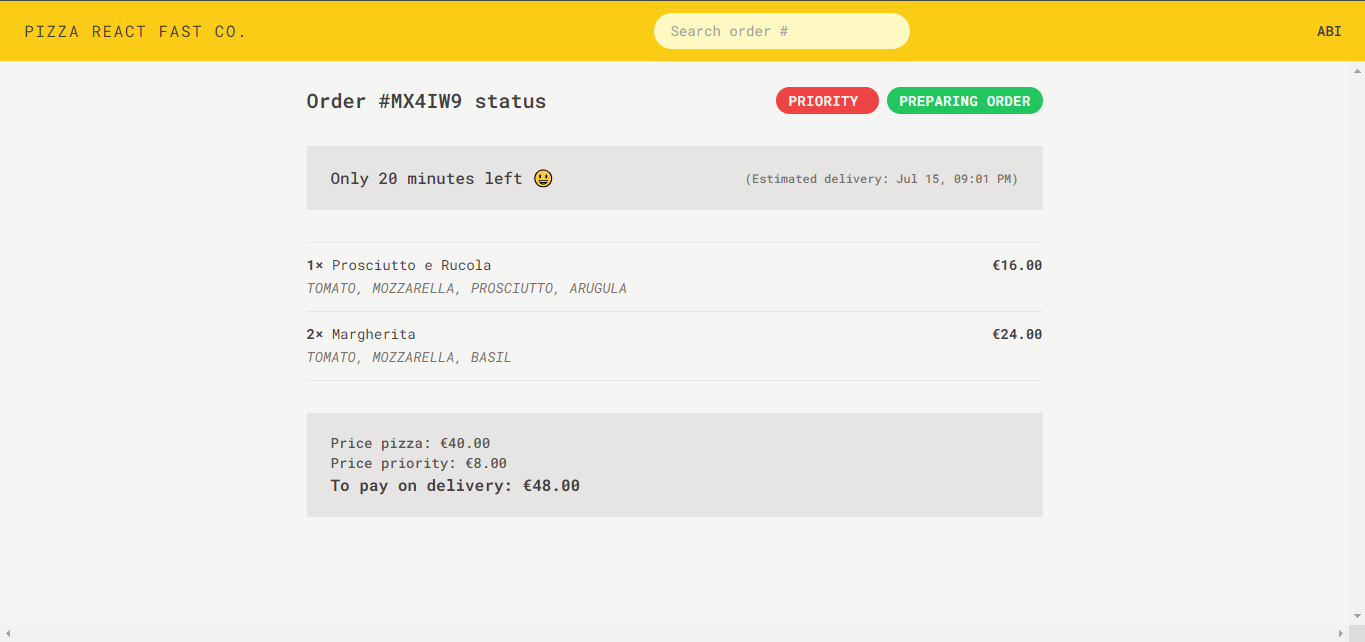 PIZZA REACT FAST CO.
Search order #
ABI
Order #MX4IW9 status
PRIORITY
PREPARING ORDER
Only 20 minutes left 😃
(Estimated delivery: Jul 15, 09:01 PM)
1× Prosciutto e Rucola
€16.00
TOMATO, MOZZARELLA, PROSCIUTTO, ARUGULA
2× Margherita
€24.00
TOMATO, MOZZARELLA, BASIL
Price pizza: €40.00
Price priority: €8.00
To pay on delivery: €48.00